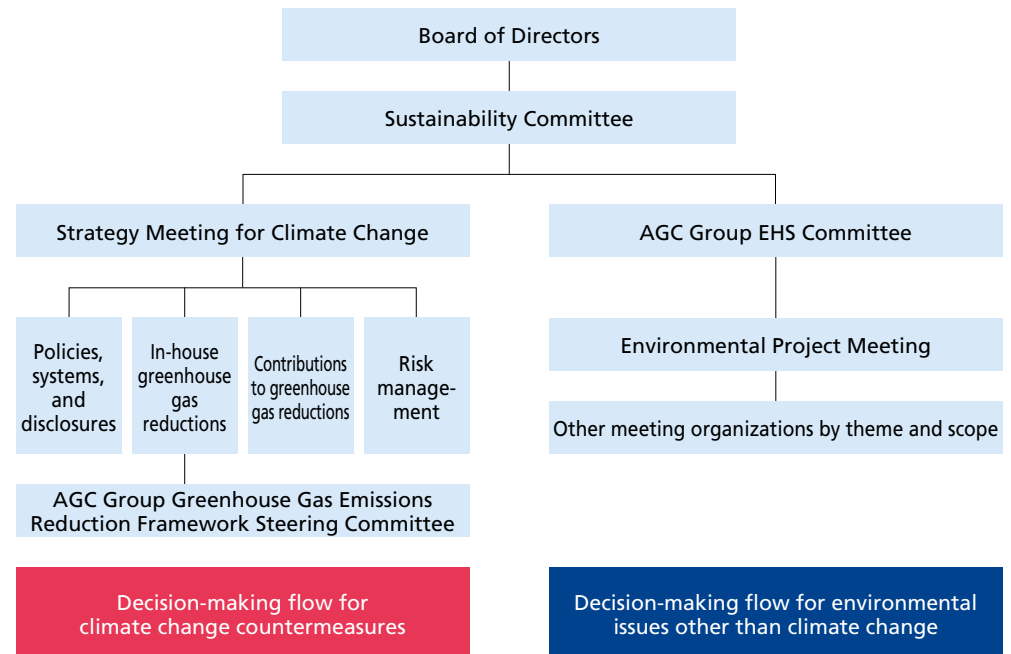 Board of Directors
Sustainability Committee
Strategy Meeting for Climate Change
AGC Group EHS Committee
Policies,
systems,
and
disclosures
In-house
greenhouse
gas
reductions
Contributions
to greenhouse
gas reductions
Risk
manage-
ment
Environmental Project Meeting
Other meeting organizations by theme and scope
AGC Group Greenhouse Gas Emissions
Reduction Framework Steering Committee
Decision-making flow for
climate change countermeasures
Decision-making flow for environmental
issues other than climate change